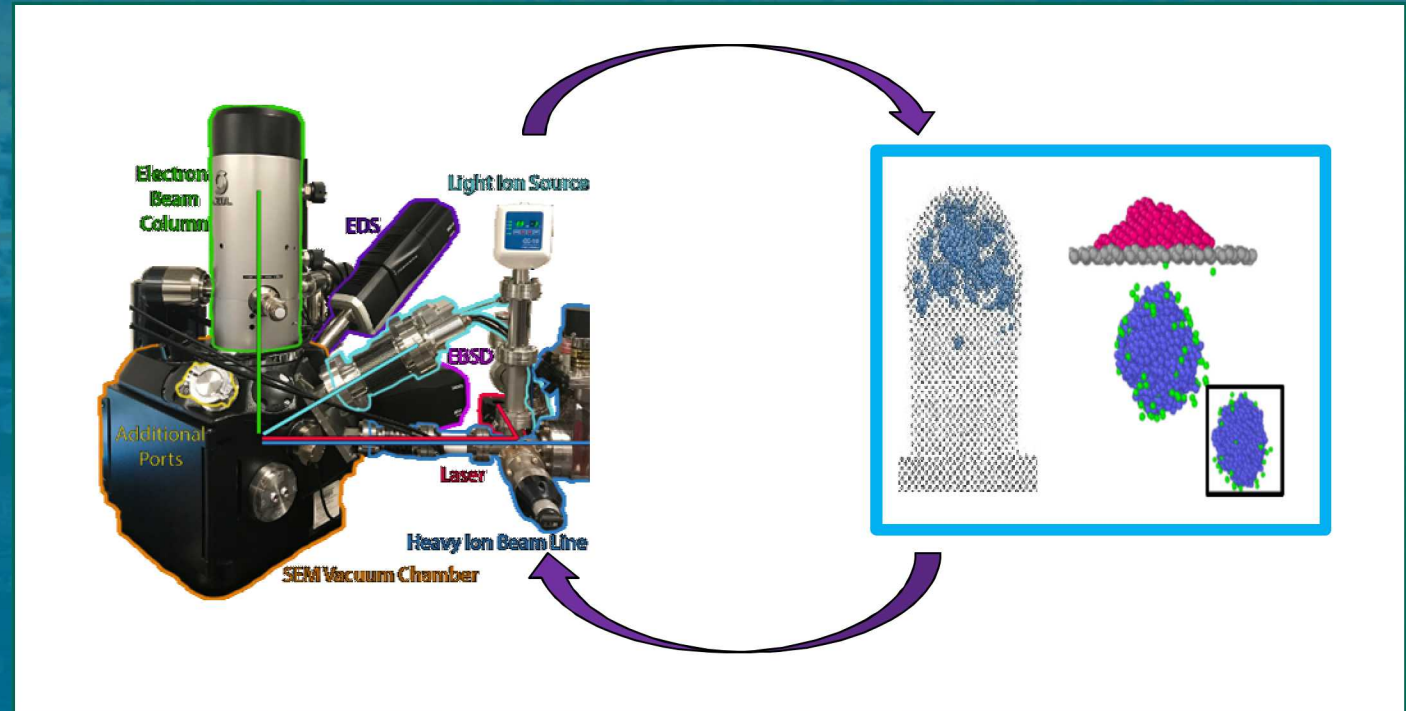 Electron
Beam
Column
EDS
Light Ion Source
EBSD
Additional
Ports
Laser
Heavy Ion Beam Line
SEM Vacuum Chamber